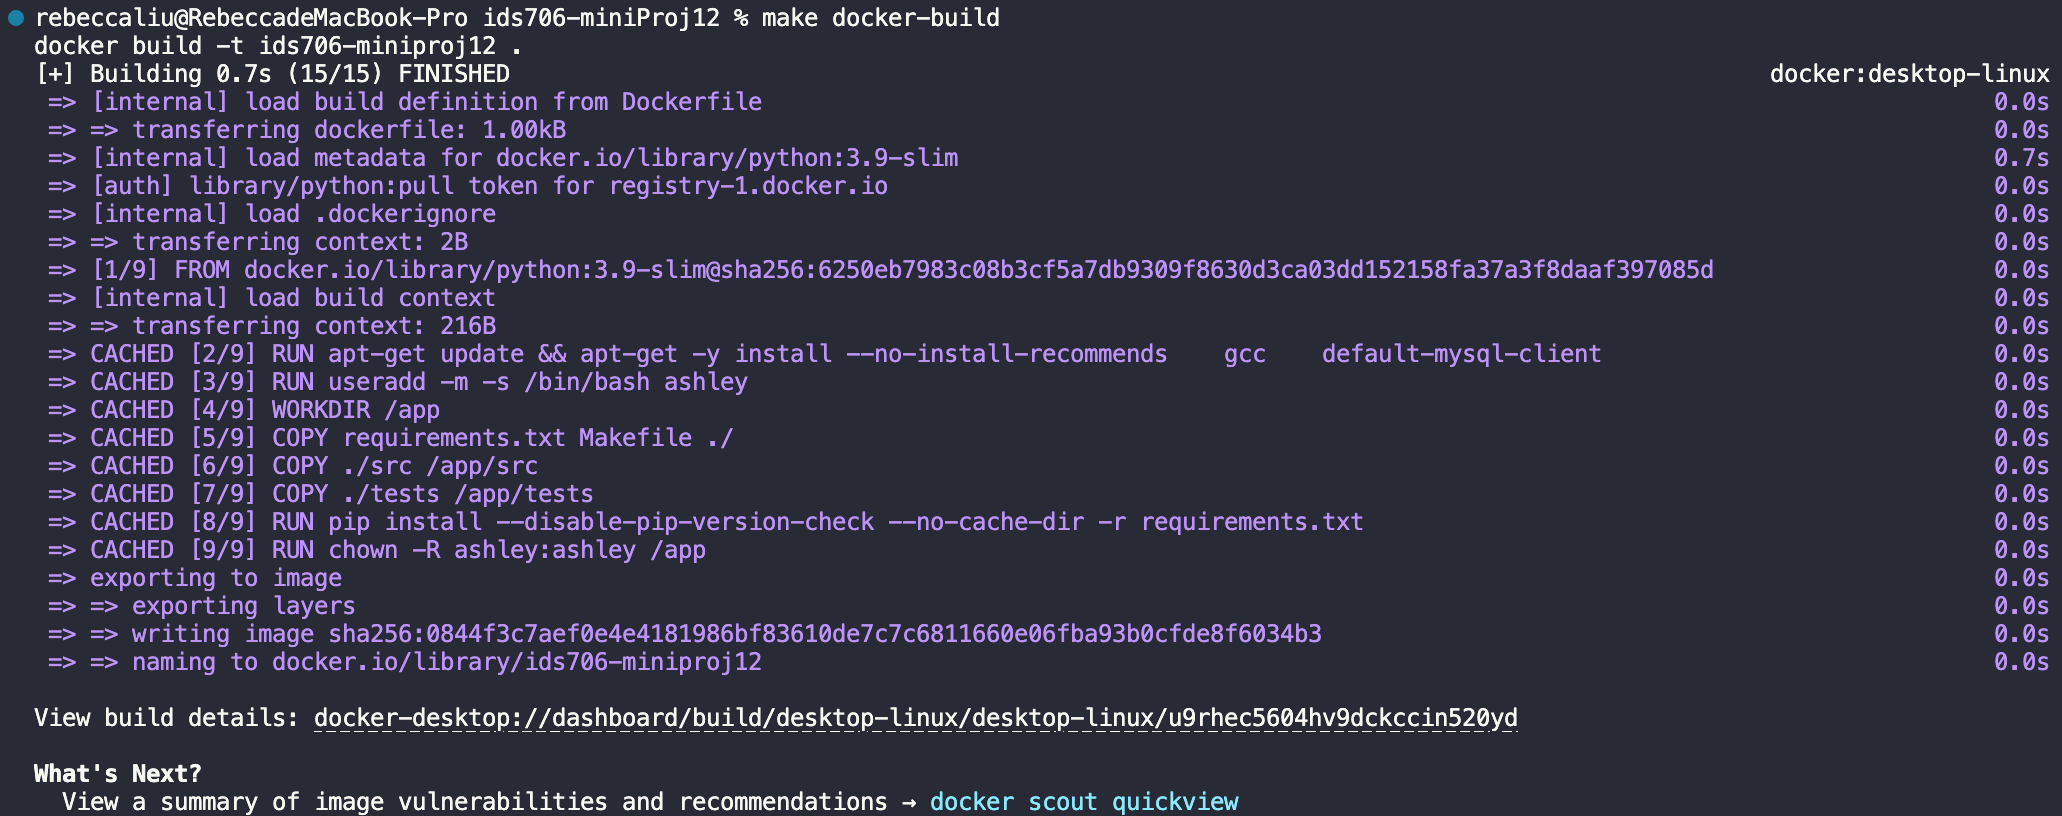 rebeccaliu@RebeccadeMacBook-Pro ids706-miniProj12 % make docker-build
docker build -t ids706-miniproj12 .
[+] Building 0.7s (15/15) FINISHED docker:desktop-linux
=> [internal] load build definition from Dockerfile 0.0s
=> => transferring dockerfile: 1.00kB 0.0s
=> [internal] load metadata for docker.io/library/python:3.9-slim 0.7s
=> [auth] library/python:pull token for registry-1.docker.io 0.0s
=> [internal] load .dockerignore 0.0s
=> => transferring context: 2B 0.0s
=> [1/9] FROM docker.io/library/python:3.9-slim@sha256:6250eb7983c08b3cf5a7db9309f8630d3ca03dd152158fa37a3f8daaf397085d 0.0s
=> [internal] load build context 0.0s
=> => transferring context: 216B 0.0s
=> CACHED [2/9] RUN apt-get update && apt-get -y install --no-install-recommends    gcc    default-mysql-client 0.0s
=> CACHED [3/9] RUN useradd -m -s /bin/bash ashley 0.0s
=> CACHED [4/9] WORKDIR /app 0.0s
=> CACHED [5/9] COPY requirements.txt Makefile ./ 0.0s
=> CACHED [6/9] COPY ./src /app/src 0.0s
=> CACHED [7/9] COPY ./tests /app/tests 0.0s
=> CACHED [8/9] RUN pip install --disable-pip-version-check --no-cache-dir -r requirements.txt 0.0s
=> CACHED [9/9] RUN chown -R ashley:ashley /app 0.0s
=> exporting to image 0.0s
=> => exporting layers 0.0s
=> => writing image sha256:0844f3c7aef0e4e4181986bf83610de7c7c6811660e06fba93b0cfde8f6034b3 0.0s
=> => naming to docker.io/library/ids706-miniproj12 0.0s
View build details: docker-desktop://dashboard/build/desktop-linux/desktop-linux/u9rhec5604hv9dckccin520yd
What's Next?
View a summary of image vulnerabilities and recommendations → docker scout quickview